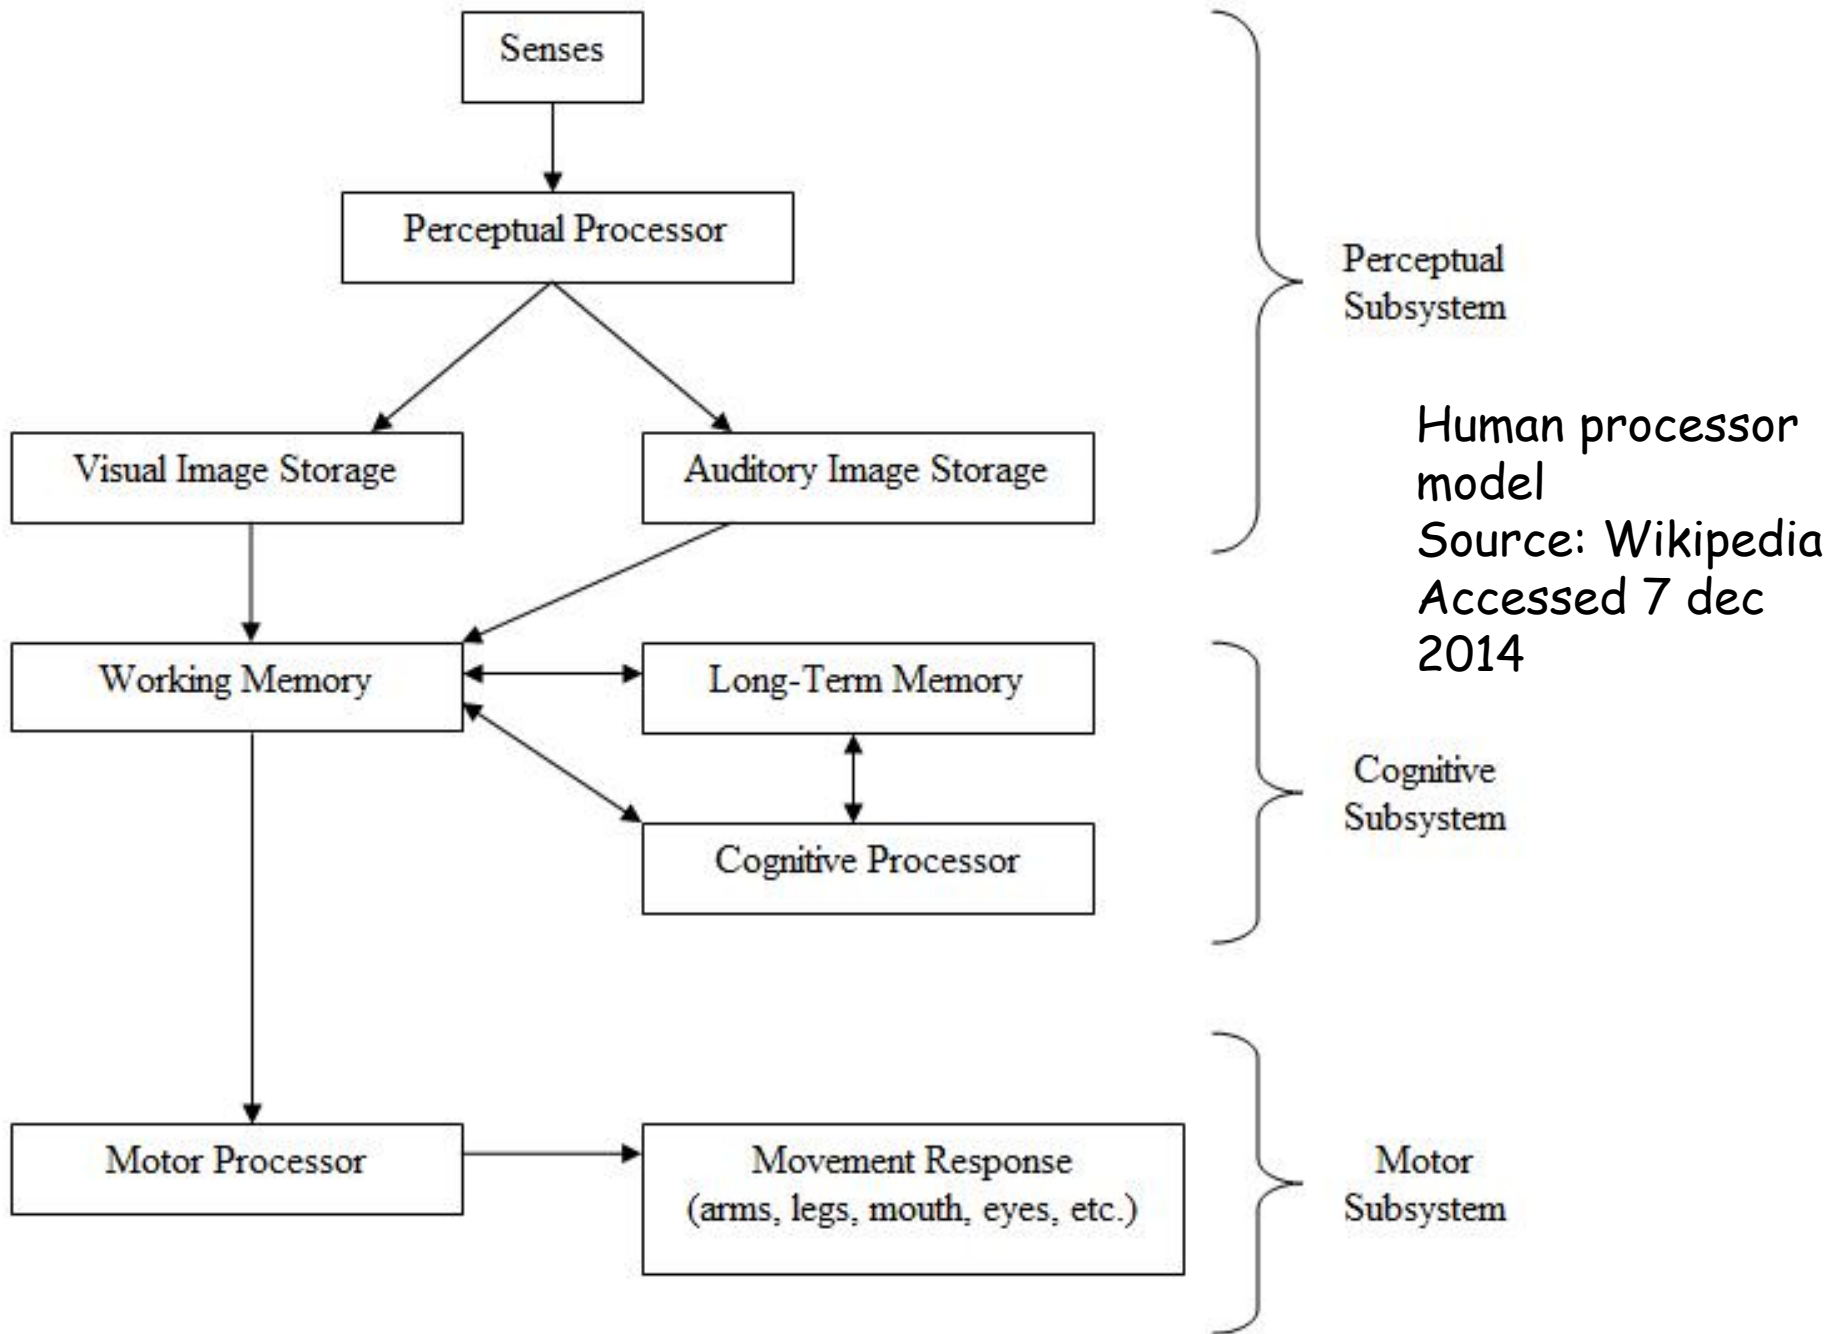 Senses
Perceptual Processor
Perceptual
Subsystem
Visual Image Storage
Auditory Image Storage
Human processor
model
Source: Wikipedia
Accessed 7 dec
2014
Working Memory
Long-Term Memory
Cognitive Processor
Cognitive
Subsystem
Motor Processor
Movement Response
(arms, legs, mouth, eyes, etc.)
Motor
Subsystem